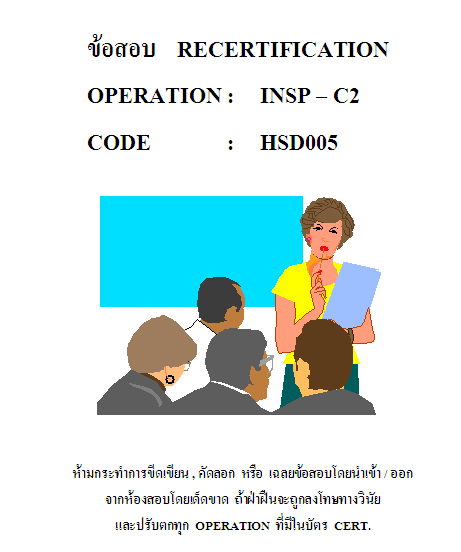 ข้อสอบ RECERTIFICATION
OPERATION : INSP – C2
CODE : HSD005
ห้ามกระทำการขีดเขียน , คัดลอก หรือ เฉลยข้อสอบโดยนำเข้า / ออก
จากห้องสอบโดยเด็ดขาด ถ้าฝ่าฝืนจะถูกลงโทษทางวินัย
และปรับตกทุก OPERATION ที่มีในบัตร CERT.